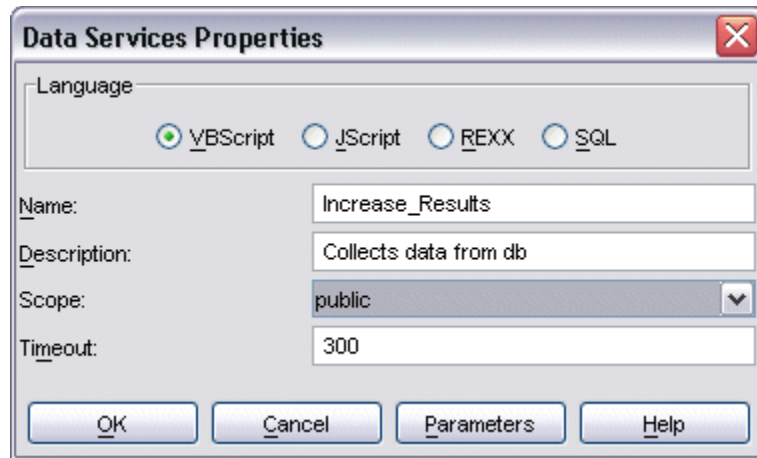 Data Services Properties
Language
VBScript JScript REXX SQL
Name: Increase_Results
Description: Collects data from db
Scope: public
Timeout: 300
OK Cancel Parameters Help